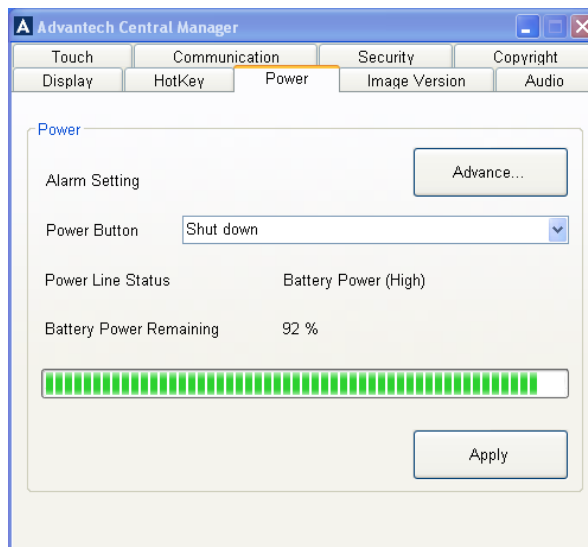 A Advantech Central Manager
Touch Communication Security Copyright
Display HotKey Power Image Version Audio
Power
Alarm Setting Advance...
Power Button Shut down
Power Line Status Battery Power (High)
Battery Power Remaining 92 %
Apply